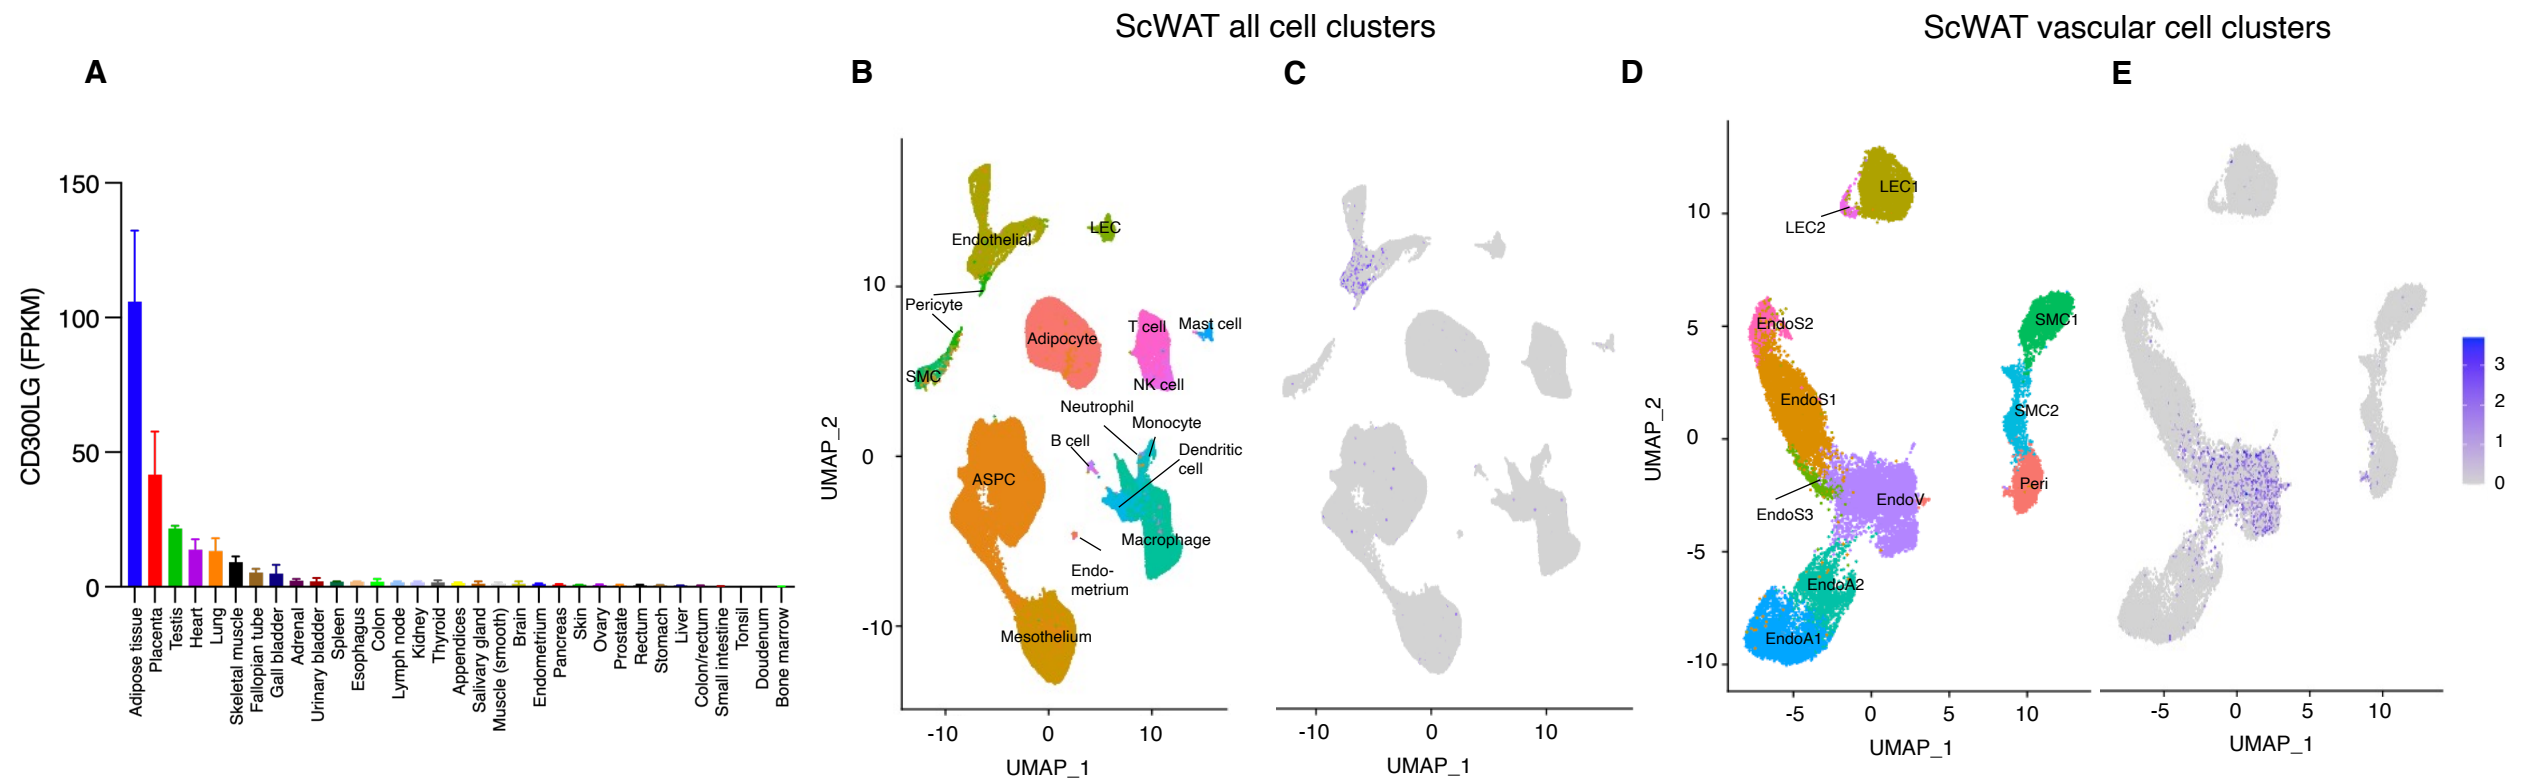 ScWAT all cell clusters
ScWAT vascular cell clusters
A
B
C
D
E
CD300LG (FPKM)
150
100
50
0
Adipose tissue
Placenta
Testis
Heart
Lung
Skeletal muscle
Fallopian tube
Gall bladder
Adrenal
Urinary bladder
Spleen
Esophagus
Colon
Lymph node
Kidney
Thyroid
Appendices
Salivary gland
Muscle (smooth)
Brain
Endometrium
Pancreas
Skin
Ovary
Prostate
Rectum
Stomach
Liver
Colon/rectum
Small intestine
Tonsil
Doudenum
Bone marrow
UMAP_2
10
0
-10
Endothelial
LEC
Pericyte
SMC
Adipocyte
T cell
Mast cell
NK cell
Neutrophil
Monocyte
B cell
Dendritic
cell
ASPC
Macrophage
Endo-
metrium
Mesothelium
-10
0
10
UMAP_1
-10
0
10
UMAP_1
UMAP_2
10
5
0
-5
-10
LEC1
LEC2
EndoS2
SMC1
EndoS1
SMC2
Peri
EndoV
EndoS3
EndoA2
EndoA1
-5
0
5
10
UMAP_1
-5
0
5
10
UMAP_1
3
2
1
0